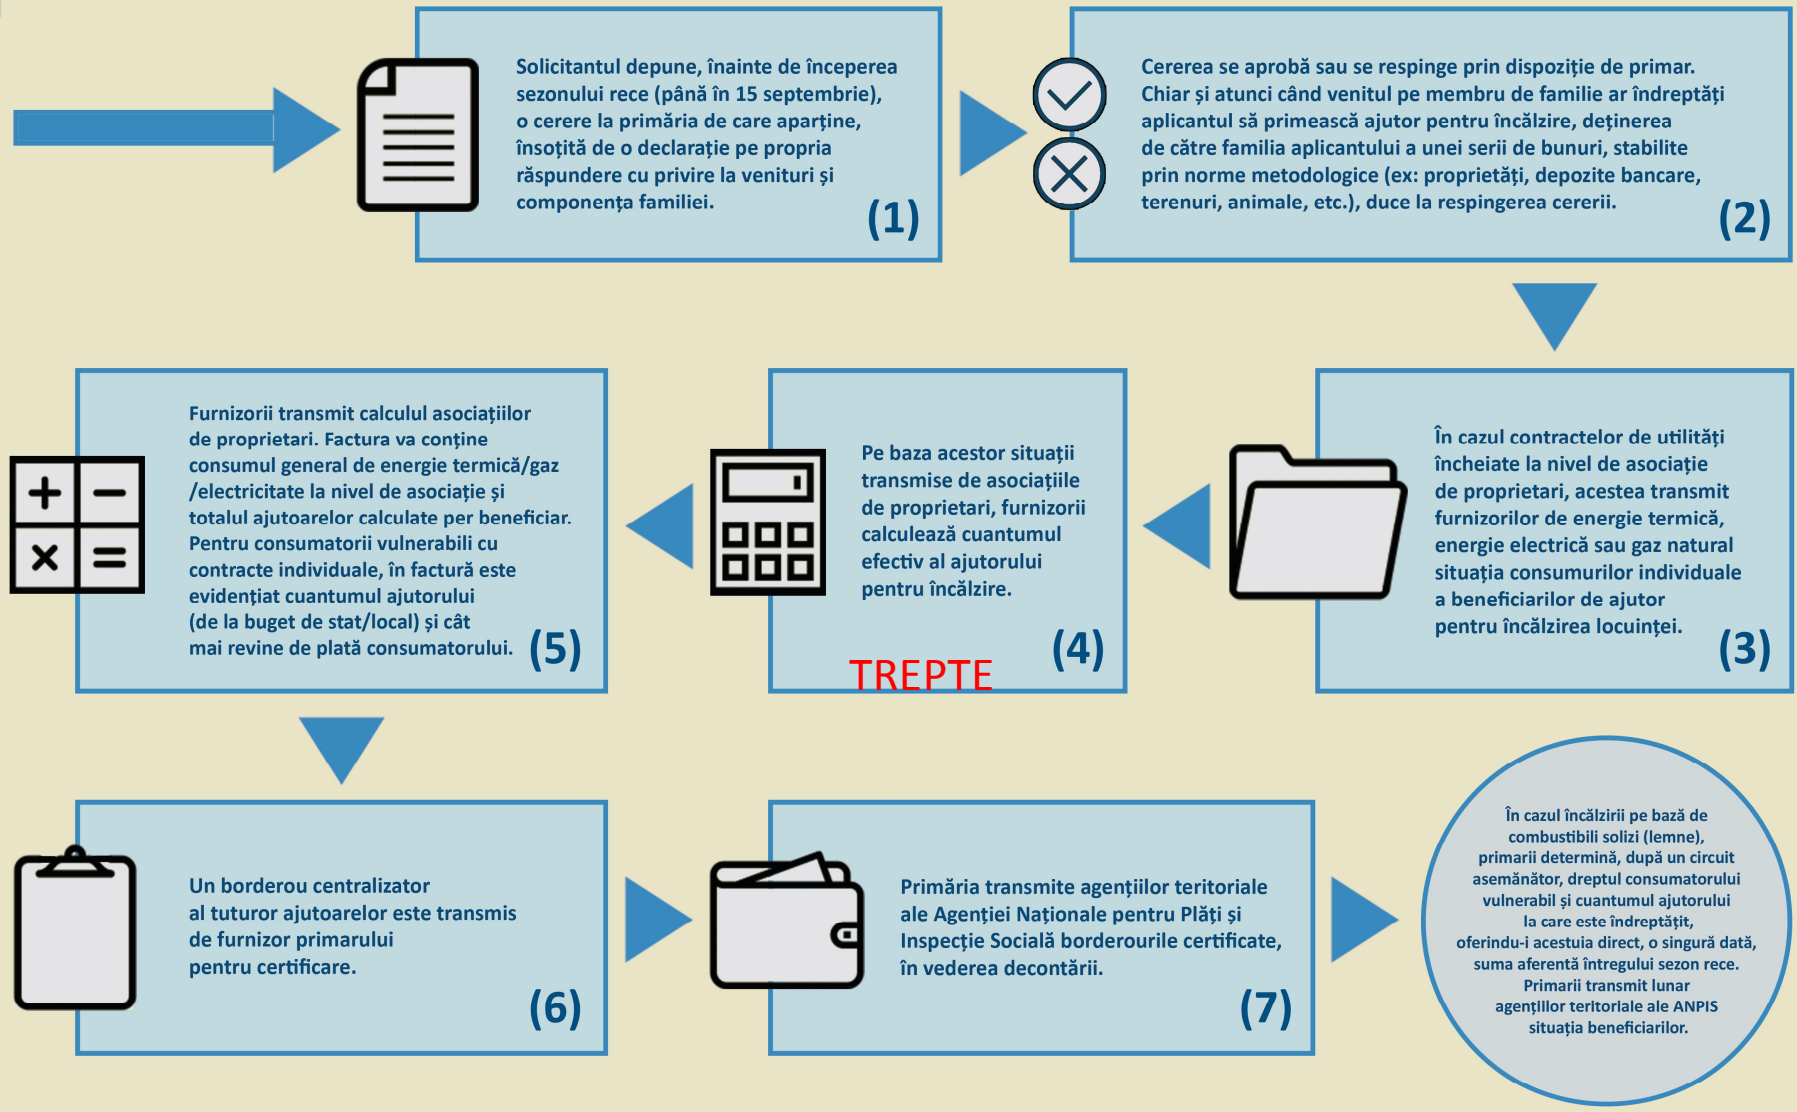 Solicitantul depune, înainte de începerea
sezonului rece (până în 15 septembrie),
o cerere la primăria de care aparține,
însoțită de o declarație pe propria
răspundere cu privire la venituri și
componența familiei.
(1)
Cererea se aprobă sau se respinge prin dispoziție de primar.
Chiar și atunci când venitul pe membru de familie ar îndreptăți
aplicantul să primească ajutor pentru încălzire, deținerea
de către familia aplicantului a unei serii de bunuri, stabilite
prin norme metodologice (ex: proprietăți, depozite bancare,
terenuri, animale, etc.), duce la respingerea cererii.
(2)
În cazul contractelor de utilități
încheiate la nivel de asociație
de proprietari, acestea transmit
furnizorilor de energie termică,
energie electrică sau gaz natural
situația consumurilor individuale
a beneficiarilor de ajutor
pentru încălzirea locuinței.
(3)
Pe baza acestor situații
transmise de asociațiile
de proprietari, furnizorii
calculează cuantumul
efectiv al ajutorului
pentru încălzire.
(4)
TREPTE
Furnizorii transmit calculul asociațiilor
de proprietari. Factura va conține
consumul general de energie termică/gaz
/electricitate la nivel de asociație și
totalul ajutoarelor calculate per beneficiar.
Pentru consumatorii vulnerabili cu
contracte individuale, în factură este
evidențiat cuantumul ajutorului
(de la buget de stat/local) și cât
mai revine de plată consumatorului.
(5)
Un borderou centralizator
al tuturor ajutoarelor este transmis
de furnizor primarului
pentru certificare.
(6)
Primăria transmite agențiilor teritoriale
ale Agenției Naționale pentru Plăți și
Inspecție Socială borderourile certificate,
în vederea decontării.
(7)
În cazul încălzirii pe bază de
combustibili solizi (lemne),
primarii determină, după un circuit
asemănător, dreptul consumatorului
vulnerabil și cuantumul ajutorului
la care este îndreptățit,
oferindu-i acestuia direct, o singură dată,
suma aferentă întregului sezon rece.
Primarii transmit lunar
agențiilor teritoriale ale ANPIS
situația beneficiarilor.